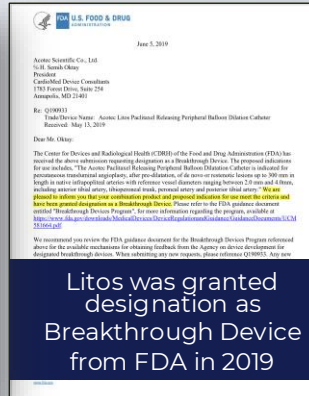 FDA U.S. FOOD & DRUG
ADMINISTRATION
June 5, 2019
Acotec Scientific Co., Ltd.
℅ H. Semih Oktay
President
CardioMed Device Consultants
1783 Forest Drive, Suite 254
Annapolis, MD 21401
Re: Q190933
Trade/Device Name: Acotec Litos Paclitaxel Releasing Peripheral Balloon Dilatation Catheter
Received: May 13, 2019
Dear Mr. Oktay:
The Center for Devices and Radiological Health (CDRH) of the Food and Drug Administration (FDA) has
received the above submission requesting designation as a Breakthrough Device. The proposed indications
for use includes, "The Acotec Paclitaxel Releasing Peripheral Balloon Dilatation Catheter is indicated for
percutaneous transluminal angioplasty, after pre-dilatation, of de novo or restenotic lesions up to 300 mm in
length in native infrapopliteal arteries with reference vessel diameters ranging between 2.0 mm and 4.0mm,
including anterior tibial artery, tibioperoneal trunk, peroneal artery and posterior tibial artery." We are
pleased to inform you that your combination product and proposed indication for use meet the criteria and
have been granted designation as a Breakthrough Device. Please refer to the FDA guidance document
entitled "Breakthrough Devices Program", for more information regarding the program, available at
https://www.fda.gov/downloads/MedicalDevices/DeviceRegulationandGuidance/GuidanceDocuments/UCM
581664.pdf.
We recommend you review the FDA guidance document for the Breakthrough Devices Program referenced
above for the available mechanisms for obtaining feedback from the Agency on device development for
designated breakthrough devices. When submitting any new requests, please reference Q190933. Any new
Litos was granted
designation as
Breakthrough Device
from FDA in 2019